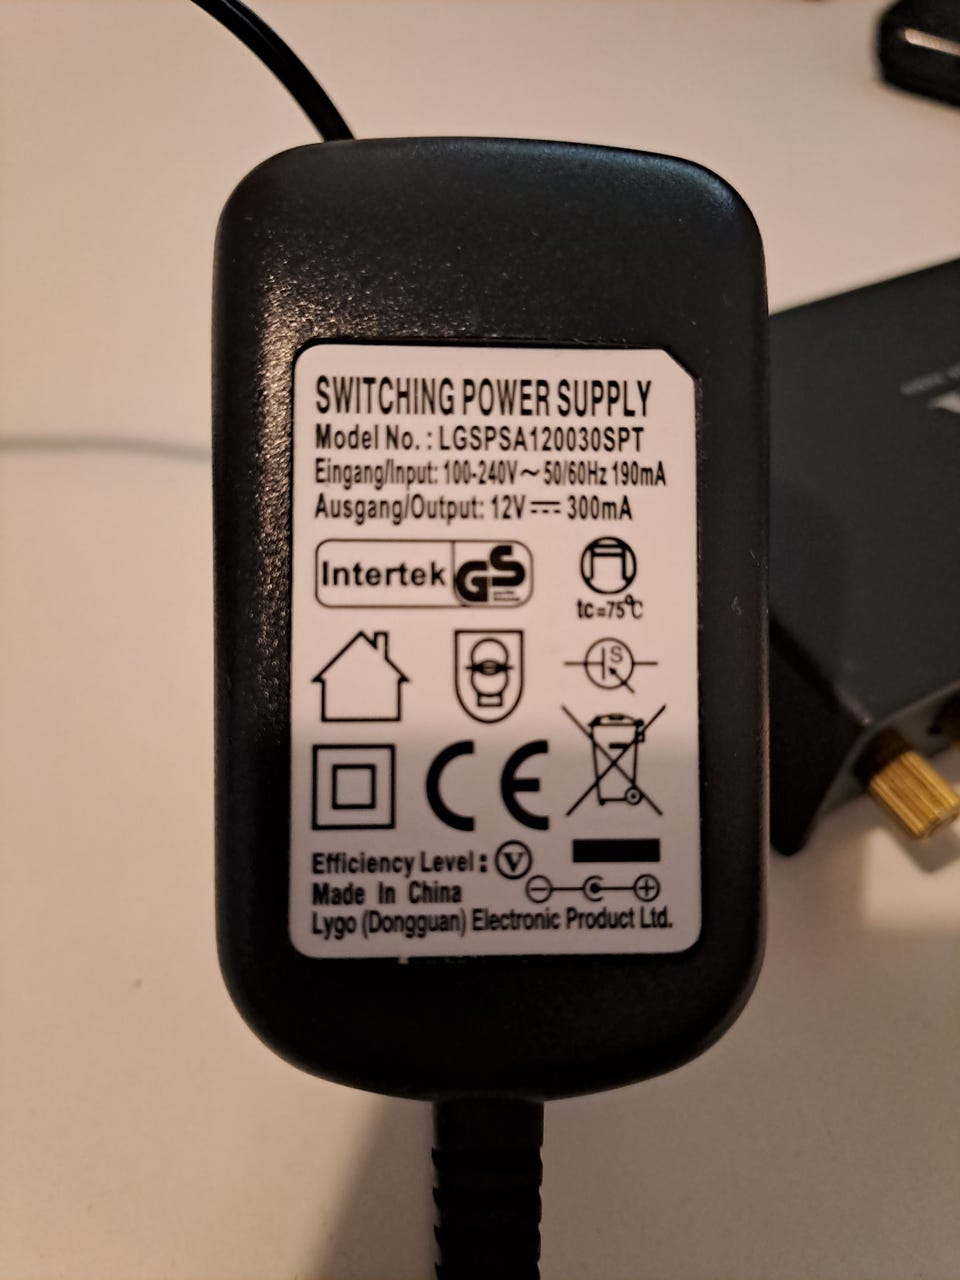 SWITCHING POWER SUPPLY
Model No. : LGSPSA120030SPT
Eingang/Input: 100-240V～50/60Hz 190mA
Ausgang/Output: 12V⎓ 300mA
Intertek GS
tc=75℃
S
CE
Efficiency Level : Ⓥ
Made In China
Lygo (Dongguan) Electronic Product Ltd.